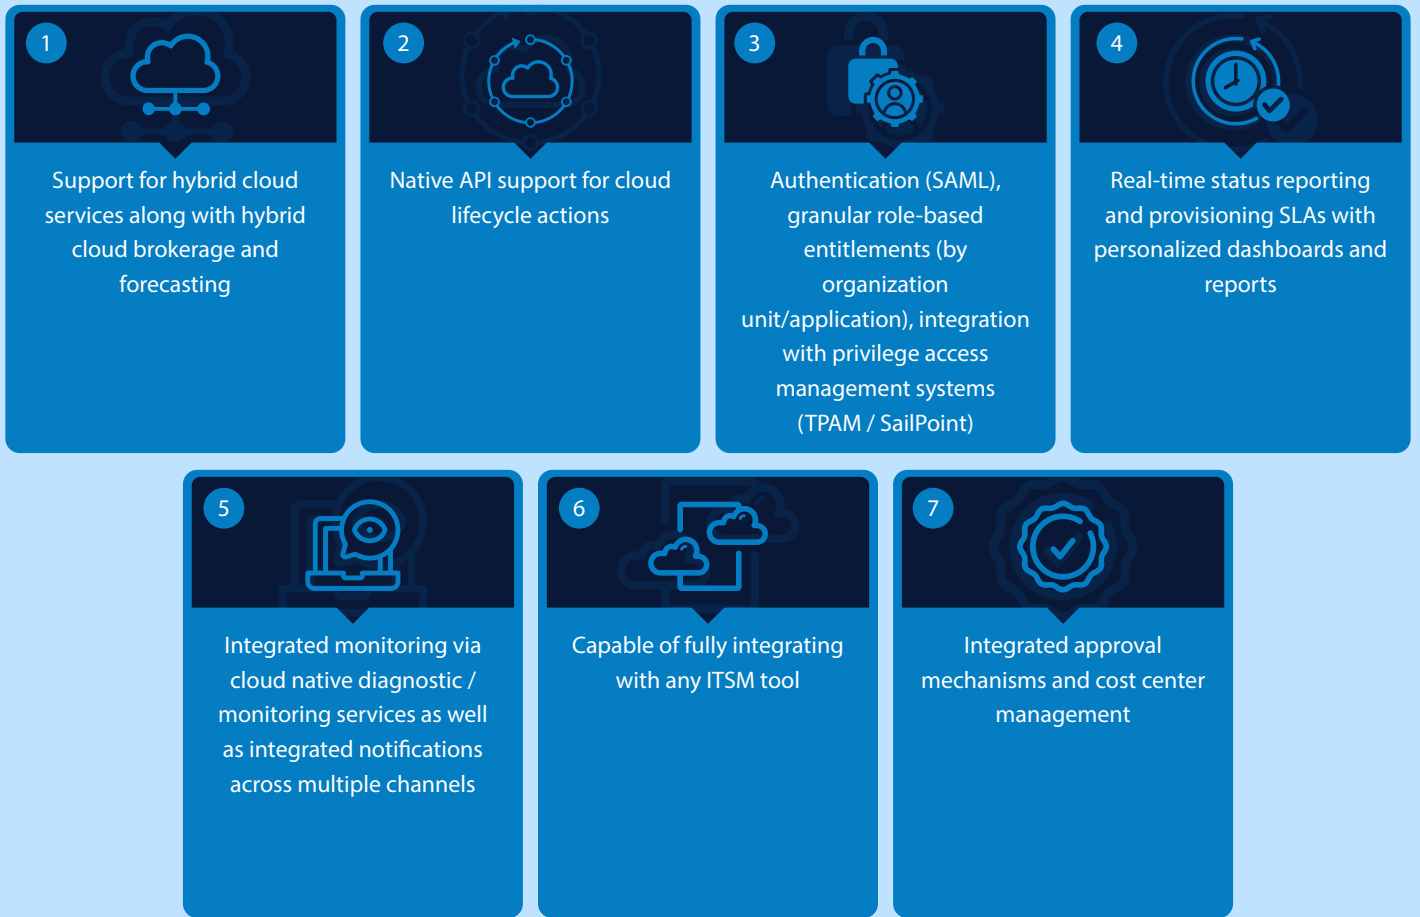 1
Support for hybrid cloud
services along with hybrid
cloud brokerage and
forecasting
2
Native API support for cloud
lifecycle actions
3
Authentication (SAML),
granular role-based
entitlements (by
organization
unit/application), integration
with privilege access
management systems
(TPAM / SailPoint)
4
Real-time status reporting
and provisioning SLAs with
personalized dashboards and
reports
5
Integrated monitoring via
cloud native diagnostic /
monitoring services as well
as integrated notifications
across multiple channels
6
Capable of fully integrating
with any ITSM tool
7
Integrated approval
mechanisms and cost center
management